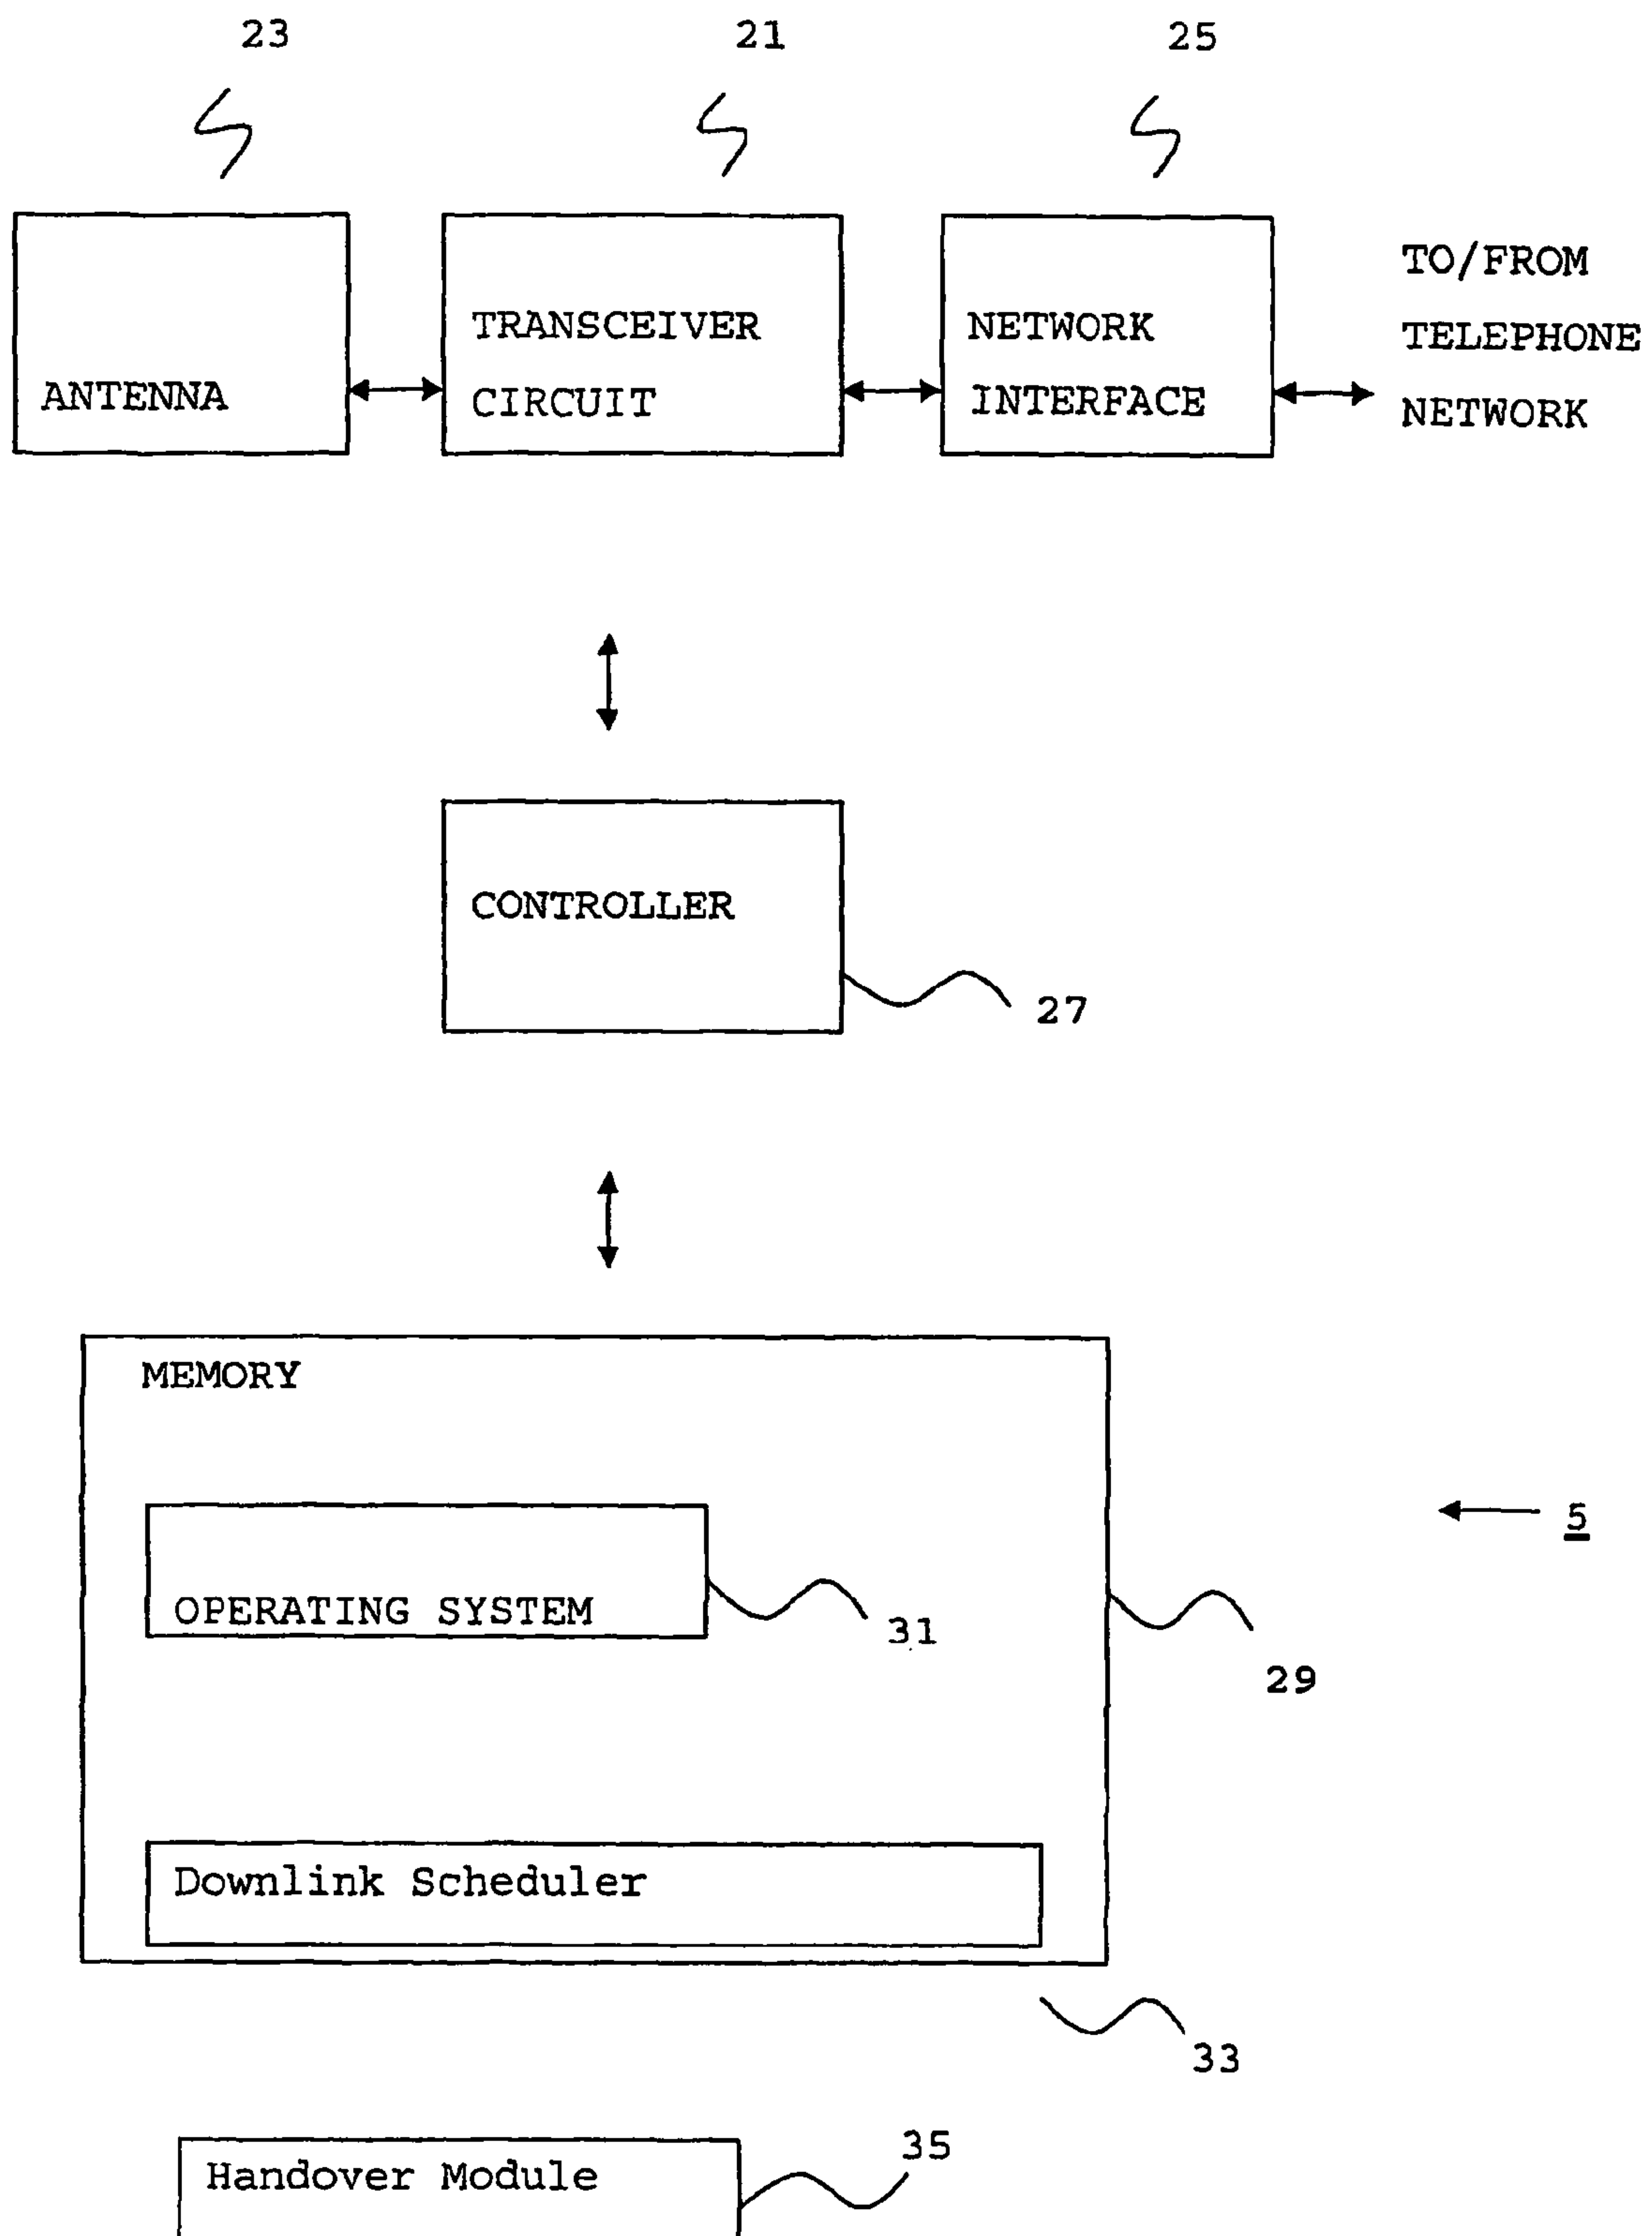 23
21
25
ANTENNA
TRANSCEIVER
CIRCUIT
NETWORK
INTERFACE
TO/FROM
TELEPHONE
NETWORK
CONTROLLER
27
MEMORY
OPERATING SYSTEM
31
5
29
Downlink Scheduler
33
Handover Module
35